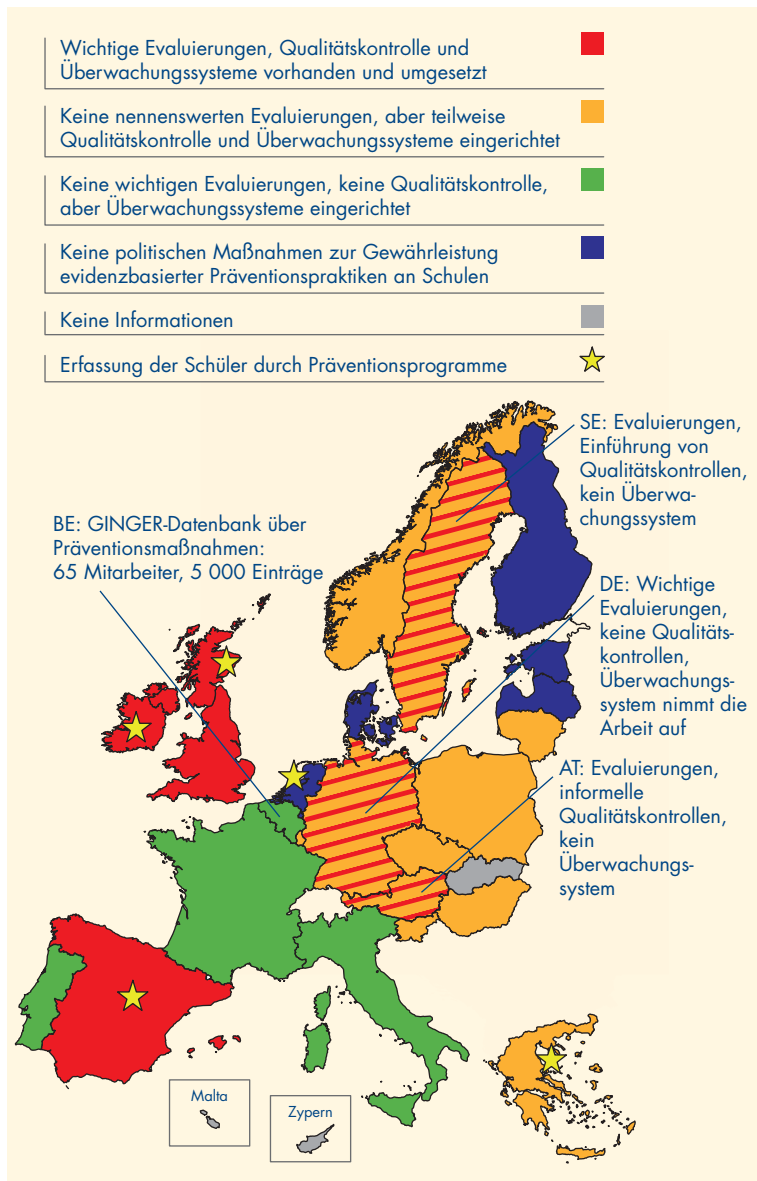 Wichtige Evaluierungen, Qualitätskontrolle und
Überwachungssysteme vorhanden und umgesetzt
Keine nennenswerten Evaluierungen, aber teilweise
Qualitätskontrolle und Überwachungssysteme eingerichtet
Keine wichtigen Evaluierungen, keine Qualitätskontrolle,
aber Überwachungssysteme eingerichtet
Keine politischen Maßnahmen zur Gewährleistung
evidenzbasierter Präventionspraktiken an Schulen
Keine Informationen
Erfassung der Schüler durch Präventionsprogramme
SE: Evaluierungen,
Einführung von
Qualitätskontrollen,
kein Überwa-
chungssystem
BE: GINGER-Datenbank über
Präventionsmaßnahmen:
65 Mitarbeiter, 5 000 Einträge
DE: Wichtige
Evaluierungen,
keine Qualitäts-
kontrollen,
Überwachungs-
system nimmt die
Arbeit auf
AT: Evaluierungen,
informelle
Qualitätskontrollen,
kein
Überwachungs-
system
Malta
Zypern